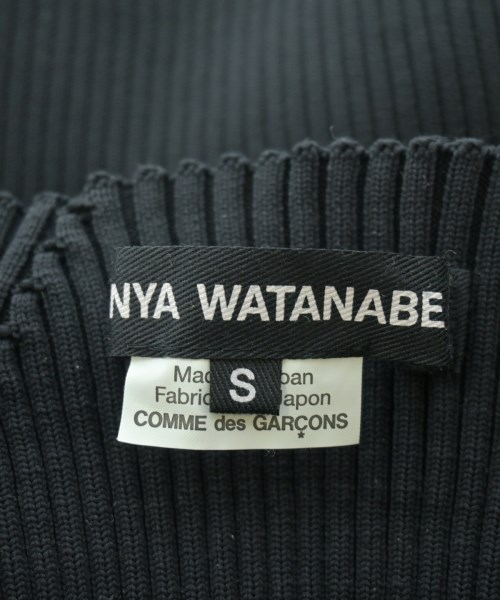 NYA WATANABE
S
Mad pan
Fabric Japon
COMME des GARÇONS
*